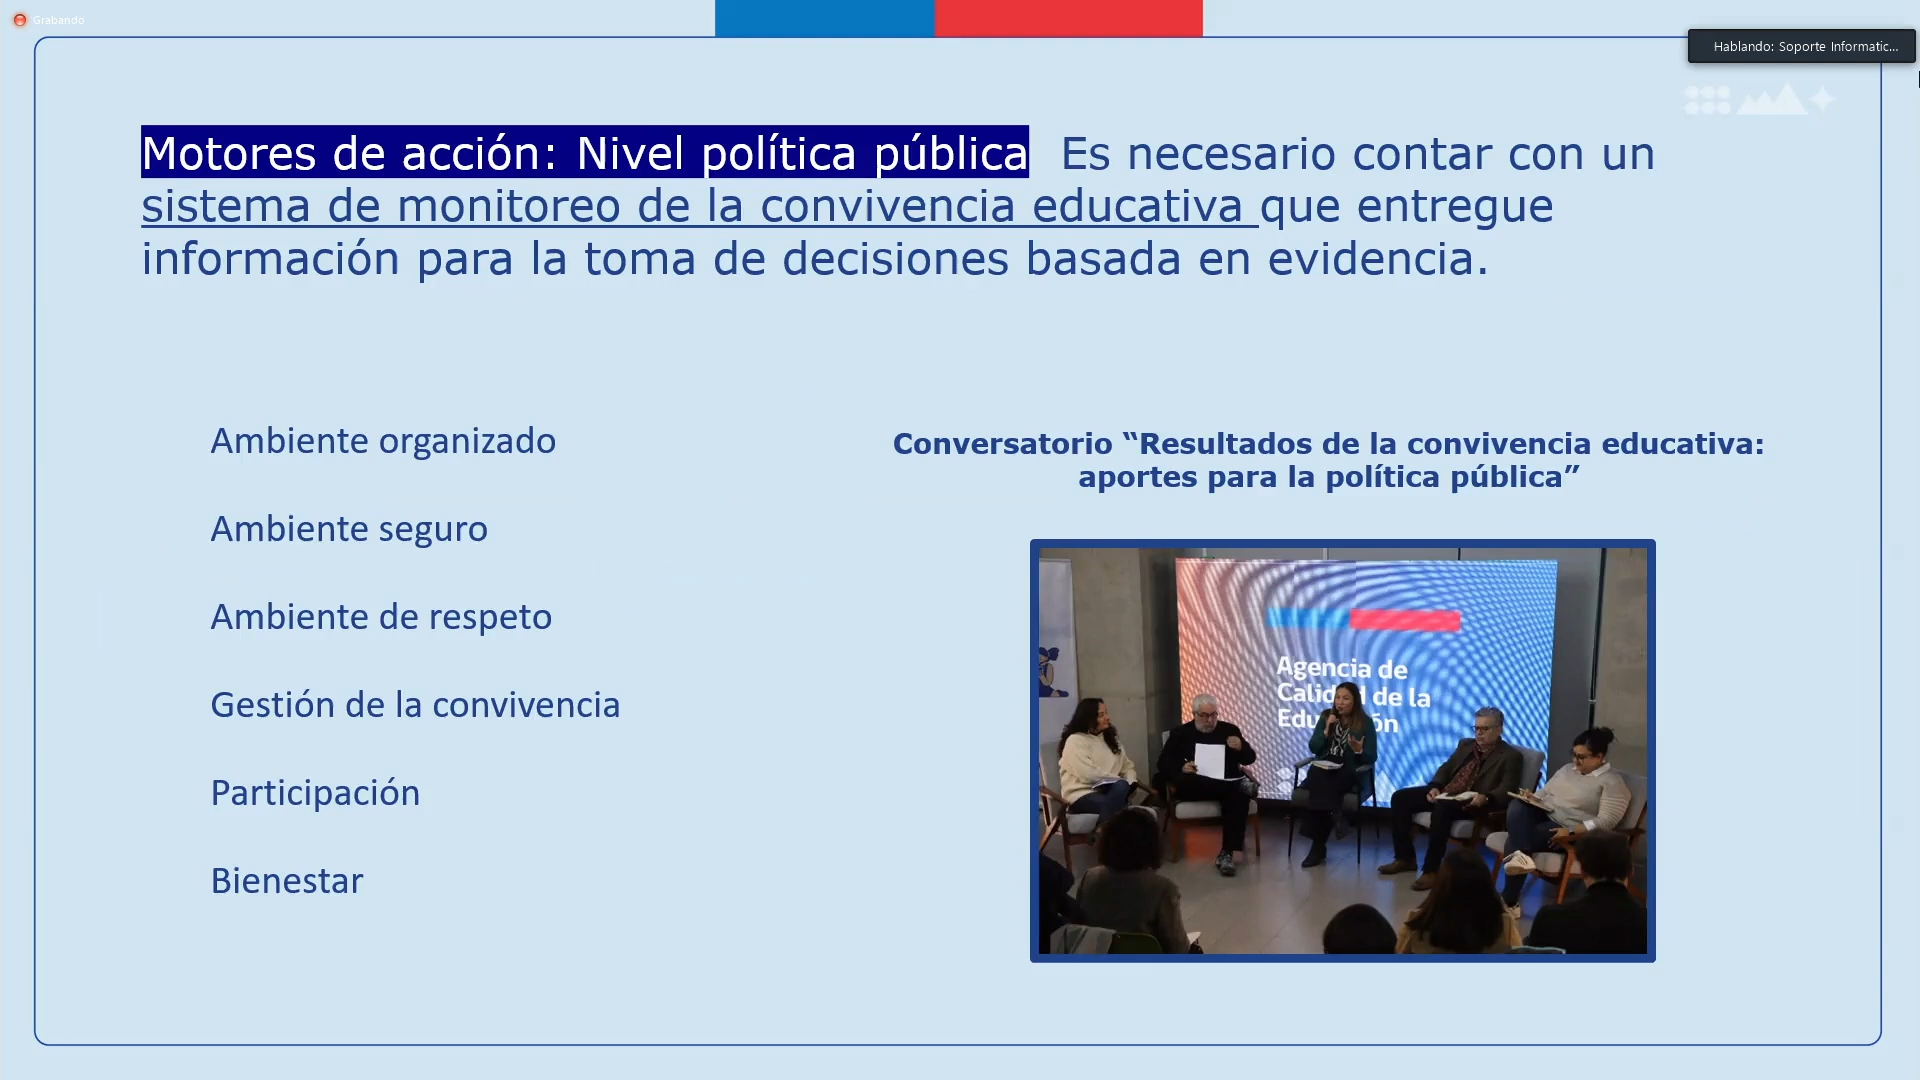 Grabando
Hablando: Soporte Informatic...
Motores de acción: Nivel política pública Es necesario contar con un
sistema de monitoreo de la convivencia educativa que entregue
información para la toma de decisiones basada en evidencia.
Ambiente organizado
Ambiente seguro
Ambiente de respeto
Gestión de la convivencia
Participación
Bienestar
Conversatorio “Resultados de la convivencia educativa:
aportes para la política pública”
Agencia de
Calidad de la
Educación